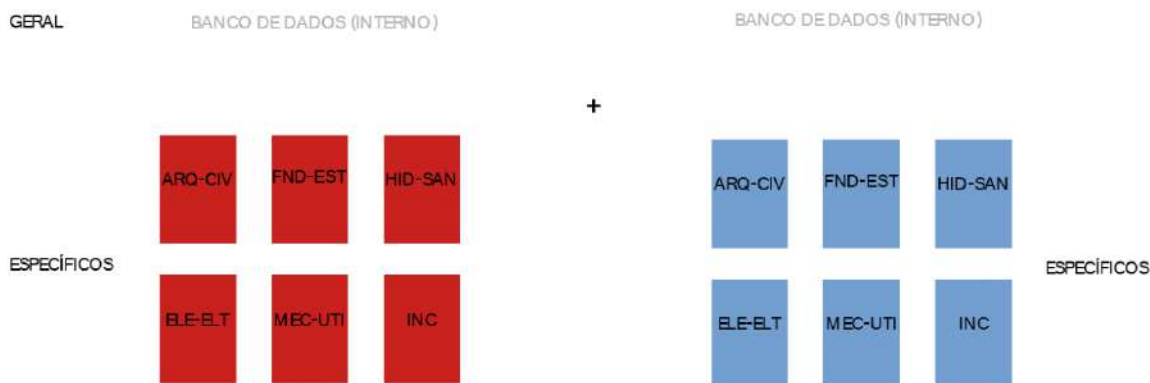 GERAL
BANCO DE DADOS (INTERNO)
BANCO DE DADOS (INTERNO)
+
ARQ-CIV FND-EST HID-SAN
ARQ-CIV FND-EST HID-SAN
ESPECÍFICOS
ESPECÍFICOS
ELE-ELT MEC-UTI INC
ELE-ELT MEC-UTI INC